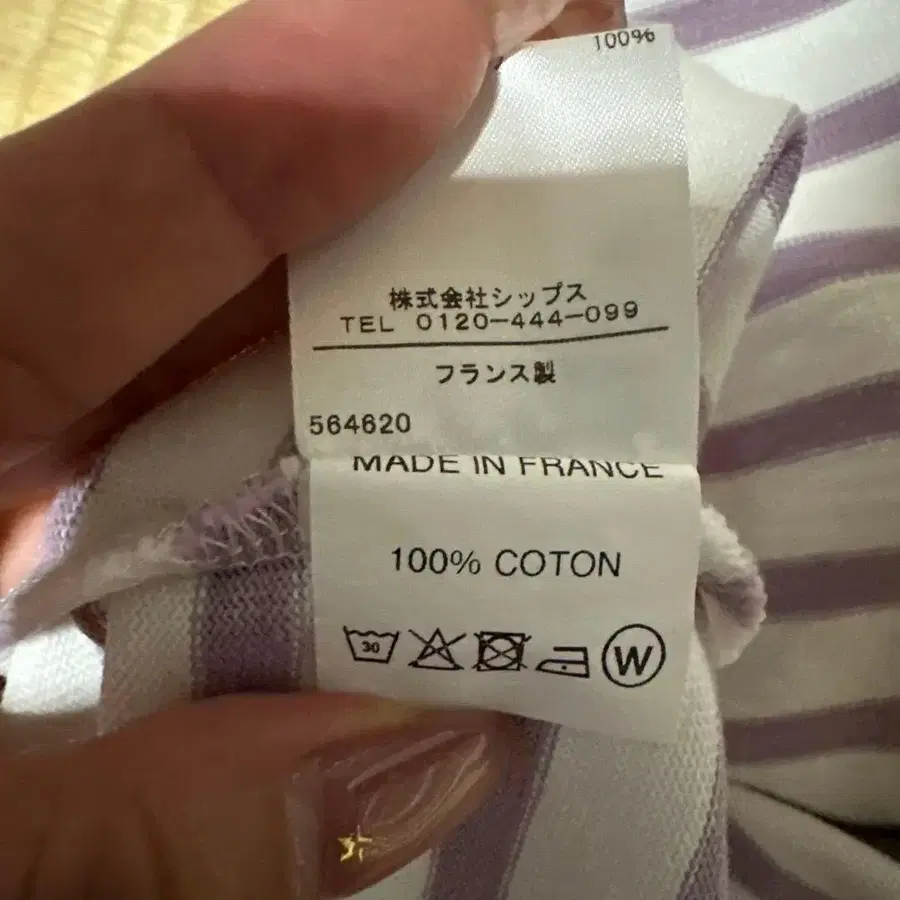 100%
株式会社シップス
TEL 0120-444-099
フランス製
564620
MADE IN FRANCE
100% COTON
30
W